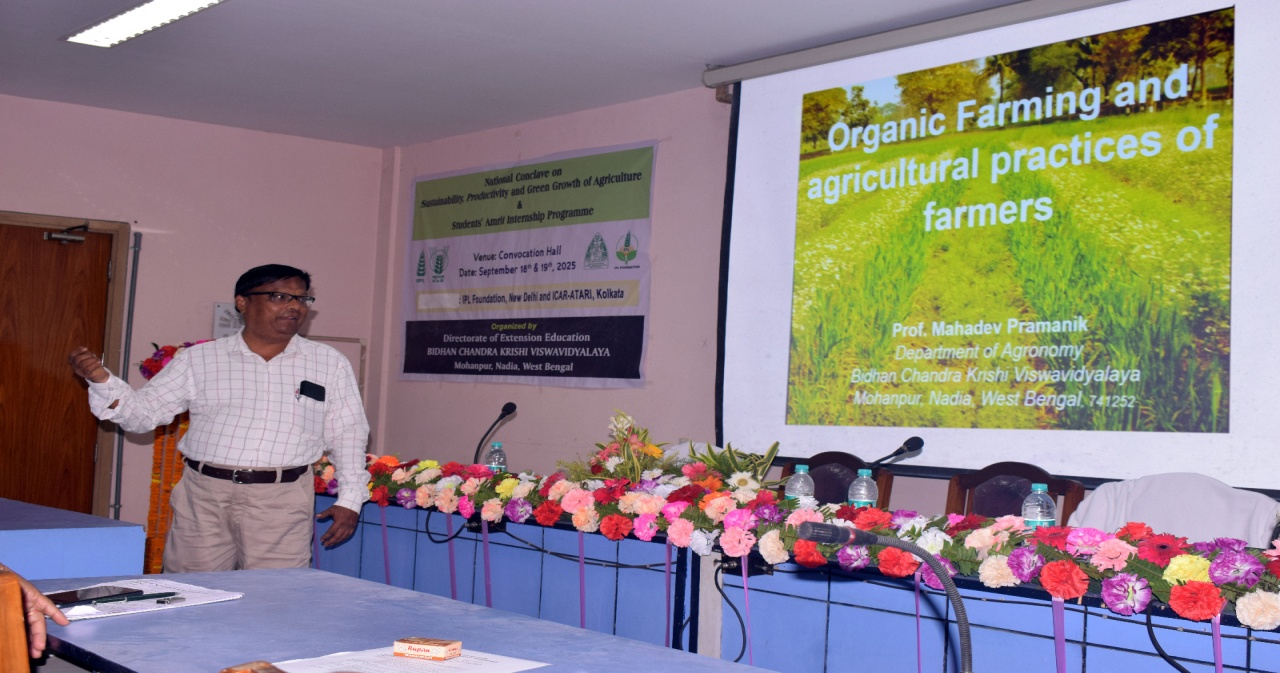 National Conclave on
Sustainability, Productivity and Green Growth of Agriculture
&
Students' Amrit Internship Programme
Venue: Convocation Hall
Date: September 18th & 19th, 2025
IPL FOUNDATION
: IPL Foundation, New Delhi and ICAR-ATARI, Kolkata
Organized by
Directorate of Extension Education
BIDHAN CHANDRA KRISHI VISWAVIDYALAYA
Mohanpur, Nadia, West Bengal
Organic Farming and
agricultural practices of
farmers
Prof. Mahadev Pramanik
Department of Agronomy
Bidhan Chandra Krishi Viswavidyalaya
Mohanpur, Nadia, West Bengal, 741252